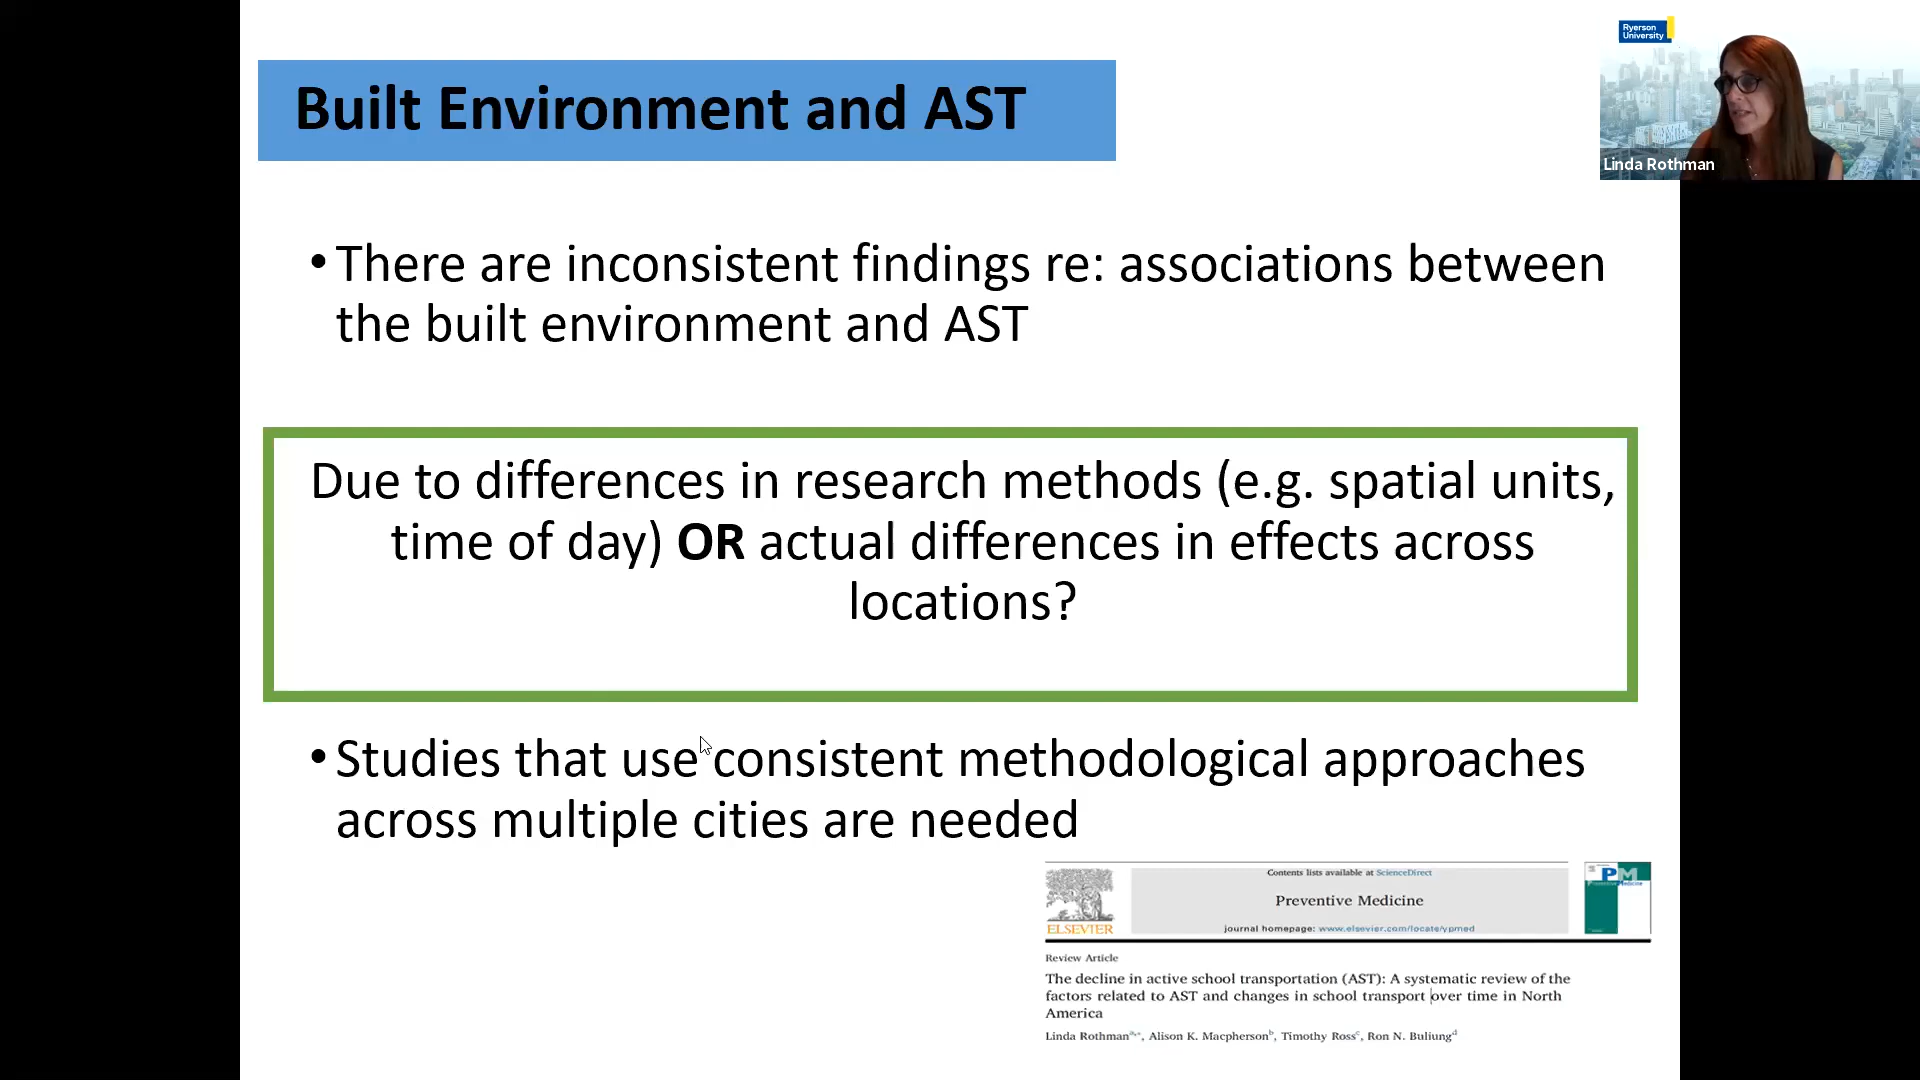 Built Environment and AST
Ryerson
University
Linda Rothman
• There are inconsistent findings re: associations between
the built environment and AST
Due to differences in research methods (e.g. spatial units,
time of day) OR actual differences in effects across
locations?
• Studies that use consistent methodological approaches
across multiple cities are needed
Contents lists available at ScienceDirect
Preventive Medicine
journal homepage: www.elsevier.com/locate/ypmed
ELSEVIER
PM
Review Article
The decline in active school transportation (AST): A systematic review of the
factors related to AST and changes in school transport over time in North
America
Linda Rothmana,*, Alison K. Macphersonb, Timothy Rossc, Ron N. Buliungd